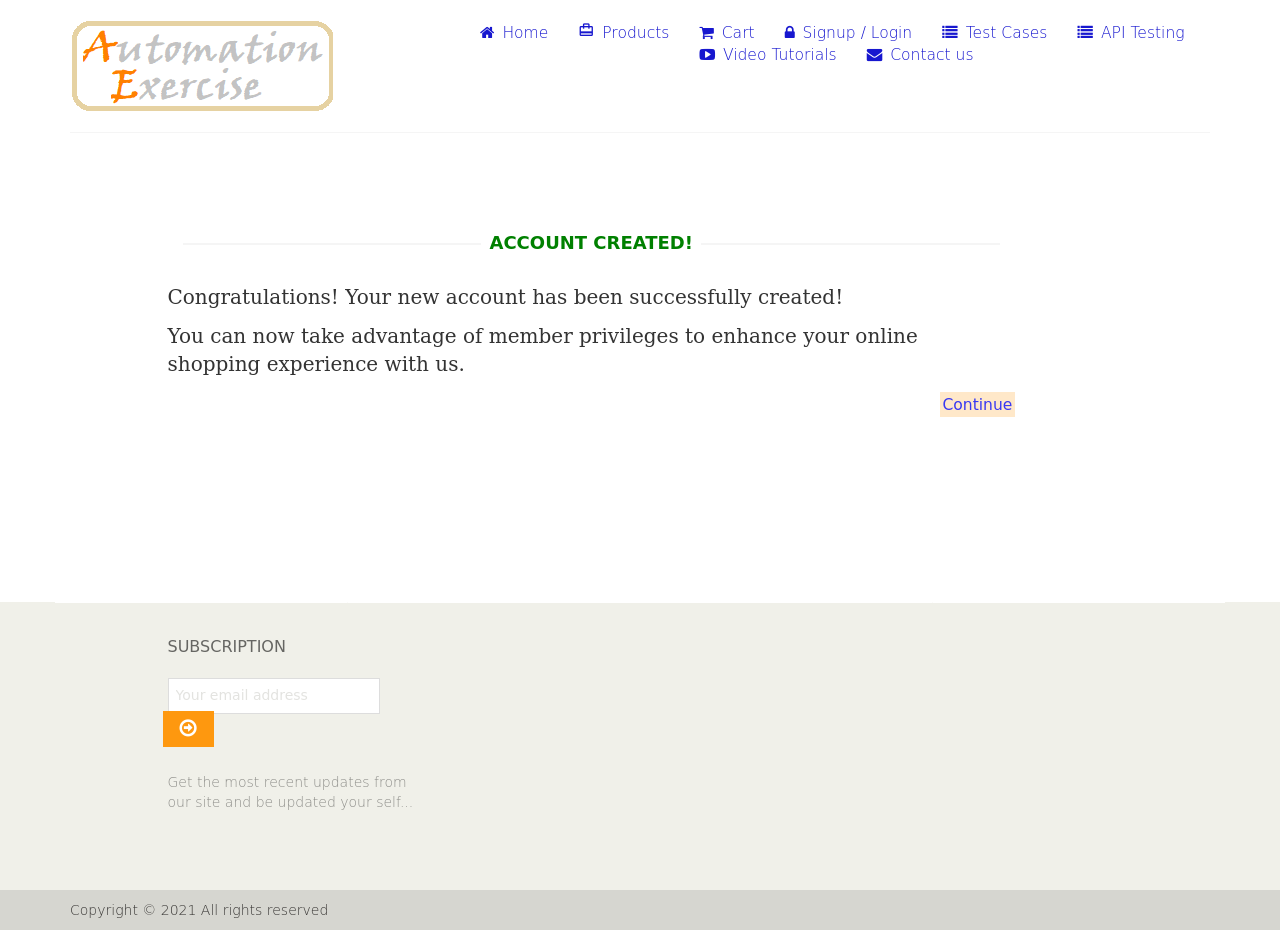 Automation
Exercise
Home Products Cart Signup / Login Test Cases API Testing
Video Tutorials Contact us
ACCOUNT CREATED!
Congratulations! Your new account has been successfully created!
You can now take advantage of member privileges to enhance your online
shopping experience with us.
Continue
SUBSCRIPTION
Your email address
Get the most recent updates from
our site and be updated your self...
Copyright © 2021 All rights reserved